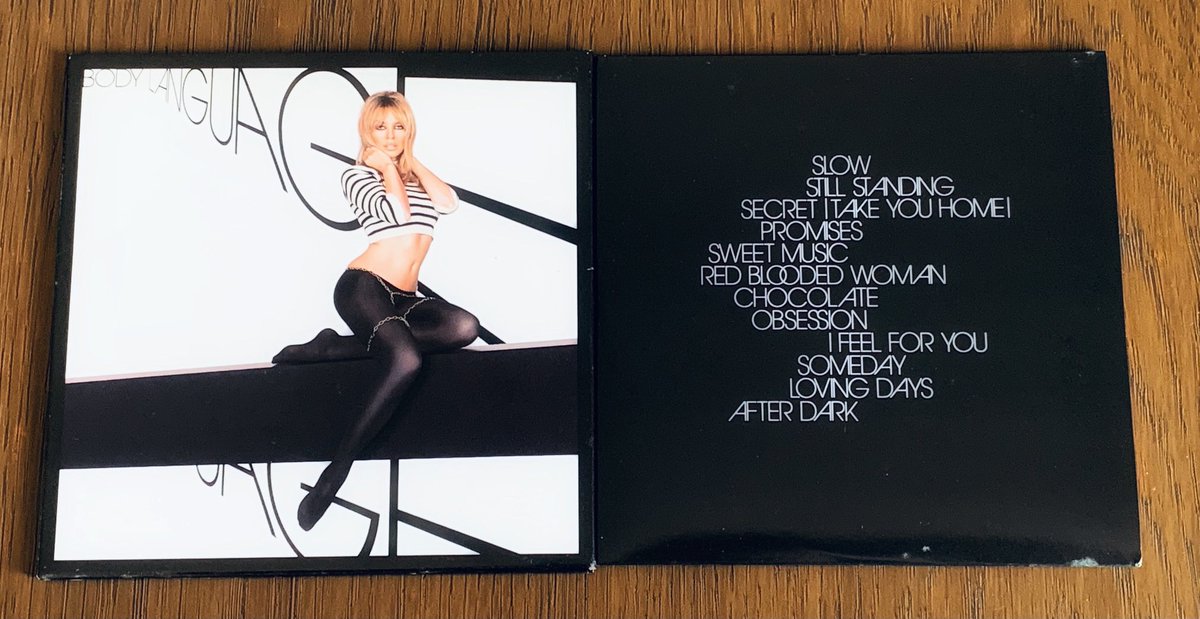 BODY LANGUAGE
SLOW
STILL STANDING
SECRET |TAKE YOU HOME|
PROMISES
SWEET MUSIC
RED BLOODED WOMAN
CHOCOLATE
OBSESSION
I FEEL FOR YOU
SOMEDAY
LOVING DAYS
AFTER DARK